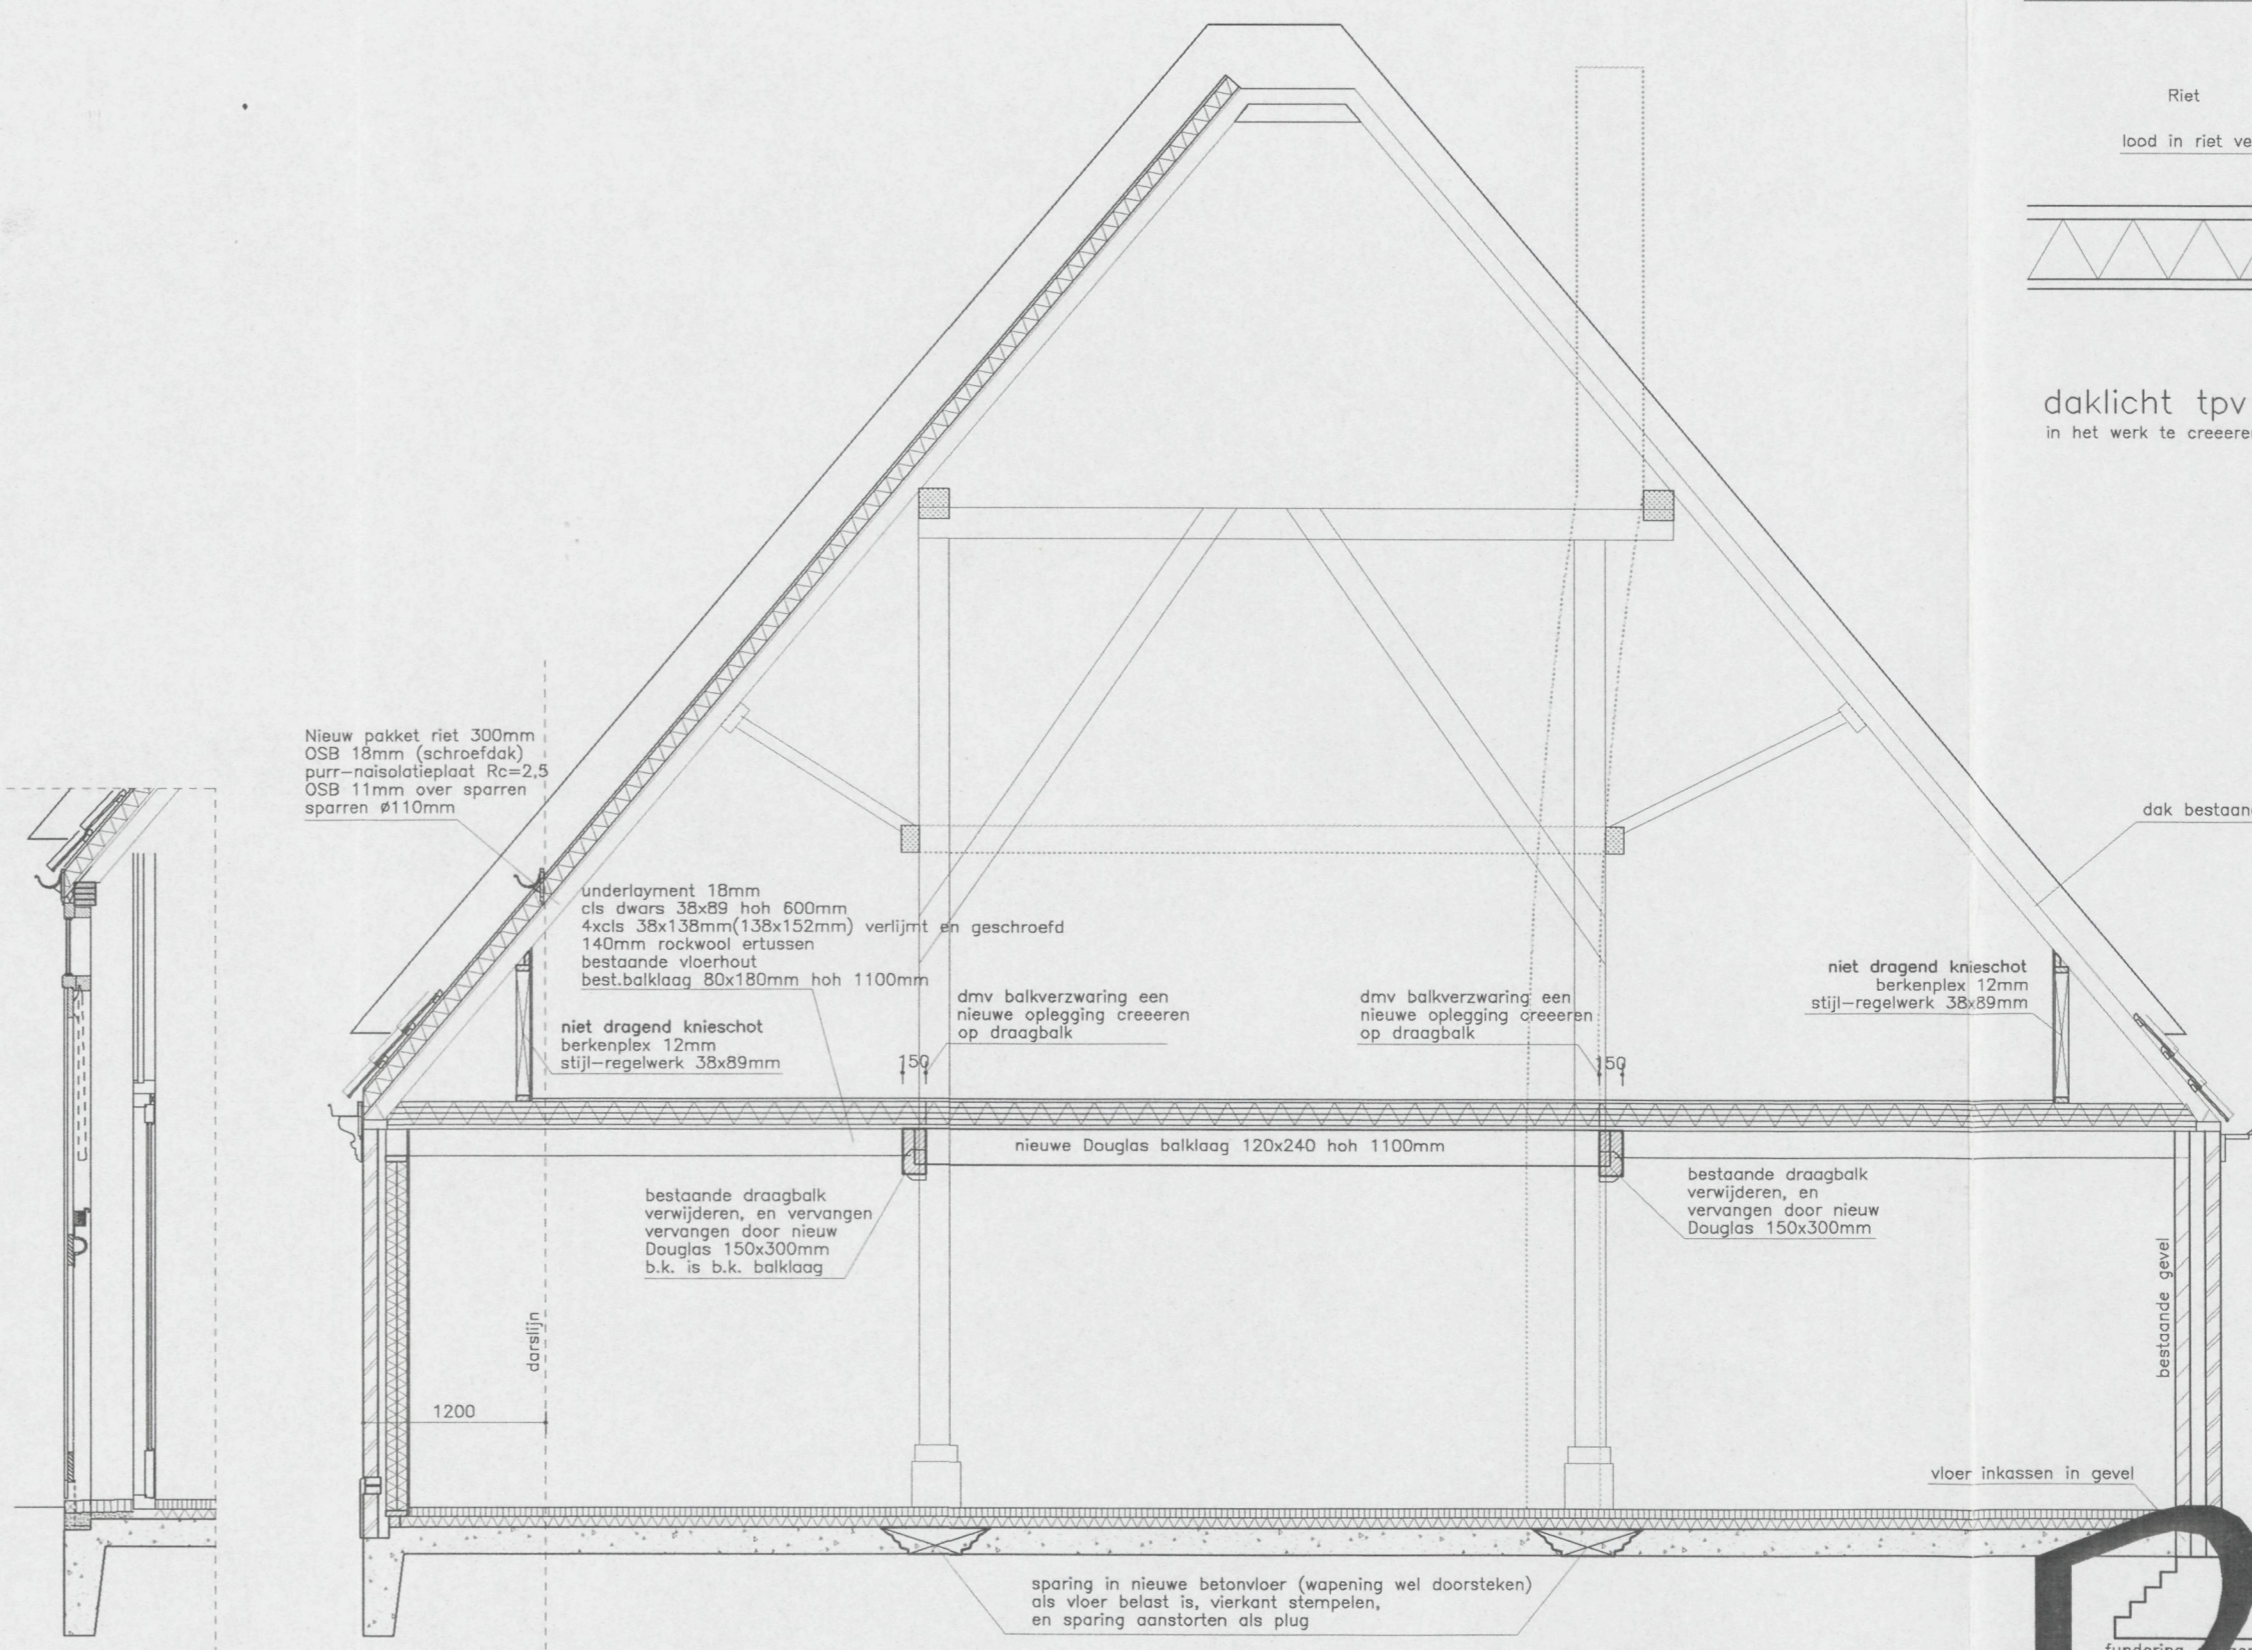 Riet
lood in riet
daklicht tpv
in het werk te
Nieuw pakket riet 300mm
OSB 18mm (schroefdak)
purr-naisolatieplaat Rc=2,5
OSB 11mm over sparren
sparren ø110mm
dak
underlayment 18mm
cls dwars 38x89 hoh 600mm
4xcls 38x138mm(138x152mm) verlijmt en geschroefd
140mm rockwool ertussen
bestaande vloerhout
best.balklaag 80x180mm hoh 1100mm
niet dragend knieschot
berkenplex 12mm
stijl-regelwerk 38x89mm
dmv balkverzwaring een
nieuwe oplegging creeeren
op draagbalk
150
dmv balkverzwaring een
nieuwe oplegging creeeren
op draagbalk
150
niet dragend knieschot
berkenplex 12mm
stijl-regelwerk 38x89mm
nieuwe Douglas balklaag 120x240 hoh 1100mm
bestaande draagbalk
verwijderen, en vervangen
vervangen door nieuw
Douglas 150x300mm
b.k. is b.k. balklaag
bestaande draagbalk
verwijderen, en
vervangen door nieuw
Douglas 150x300mm
darslijn
bestaande gevel
1200
vloer inkassen in gevel
sparing in nieuwe betonvloer (wapening wel doorsteken)
als vloer belast is, vierkant stempelen,
en sparing aanstorten als plug